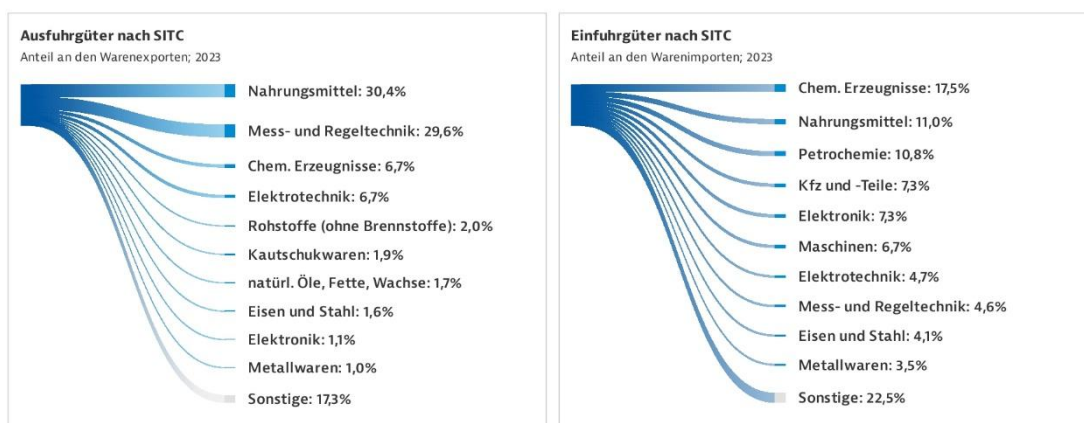 Ausfuhrgüter nach SITC
Anteil an den Warenexporten; 2023
Nahrungsmittel: 30,4%
Mess- und Regeltechnik: 29,6%
Chem. Erzeugnisse: 6,7%
Elektrotechnik: 6,7%
Rohstoffe (ohne Brennstoffe): 2,0%
Kautschukwaren: 1,9%
natürl. Öle, Fette, Wachse: 1,7%
Eisen und Stahl: 1,6%
Elektronik: 1,1%
Metallwaren: 1,0%
Sonstige: 17,3%
Einfuhrgüter nach SITC
Anteil an den Warenimporten; 2023
Chem. Erzeugnisse: 17,5%
Nahrungsmittel: 11,0%
Petrochemie: 10,8%
Kfz und -Teile: 7,3%
Elektronik: 7,3%
Maschinen: 6,7%
Elektrotechnik: 4,7%
Mess- und Regeltechnik: 4,6%
Eisen und Stahl: 4,1%
Metallwaren: 3,5%
Sonstige: 22,5%